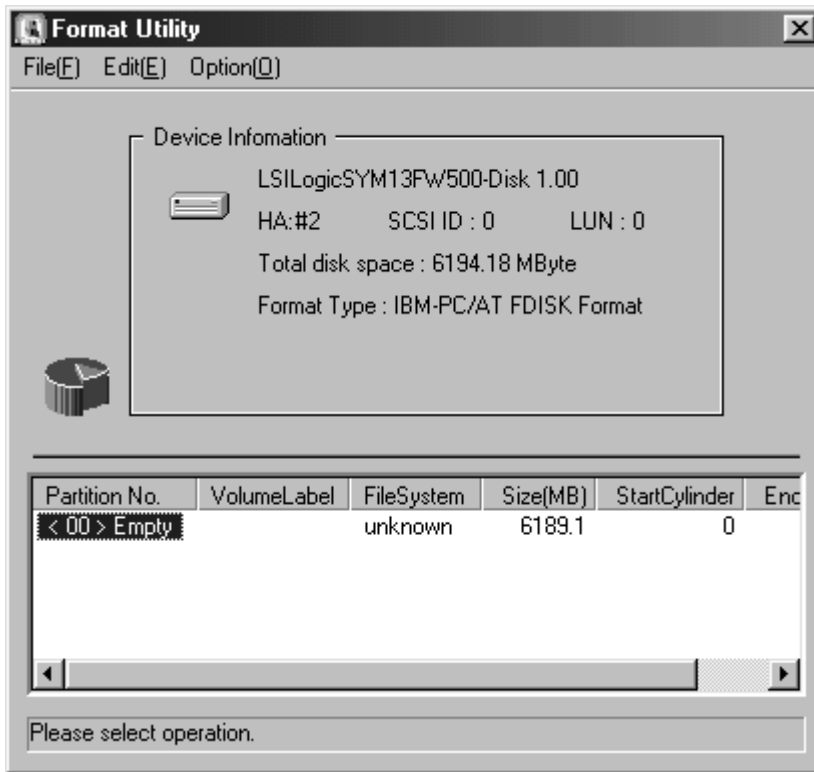 Format Utility
File(F) Edit(E) Option(O)
Device Infomation
LSILogicSYM13FW500-Disk 1.00
HA:#2 SCSI ID : 0 LUN : 0
Total disk space : 6194.18 MByte
Format Type : IBM-PC/AT FDISK Format
Partition No. VolumeLabel FileSystem Size(MB) StartCylinder Enc
< 00 > Empty unknown 6189.1 0
Please select operation.